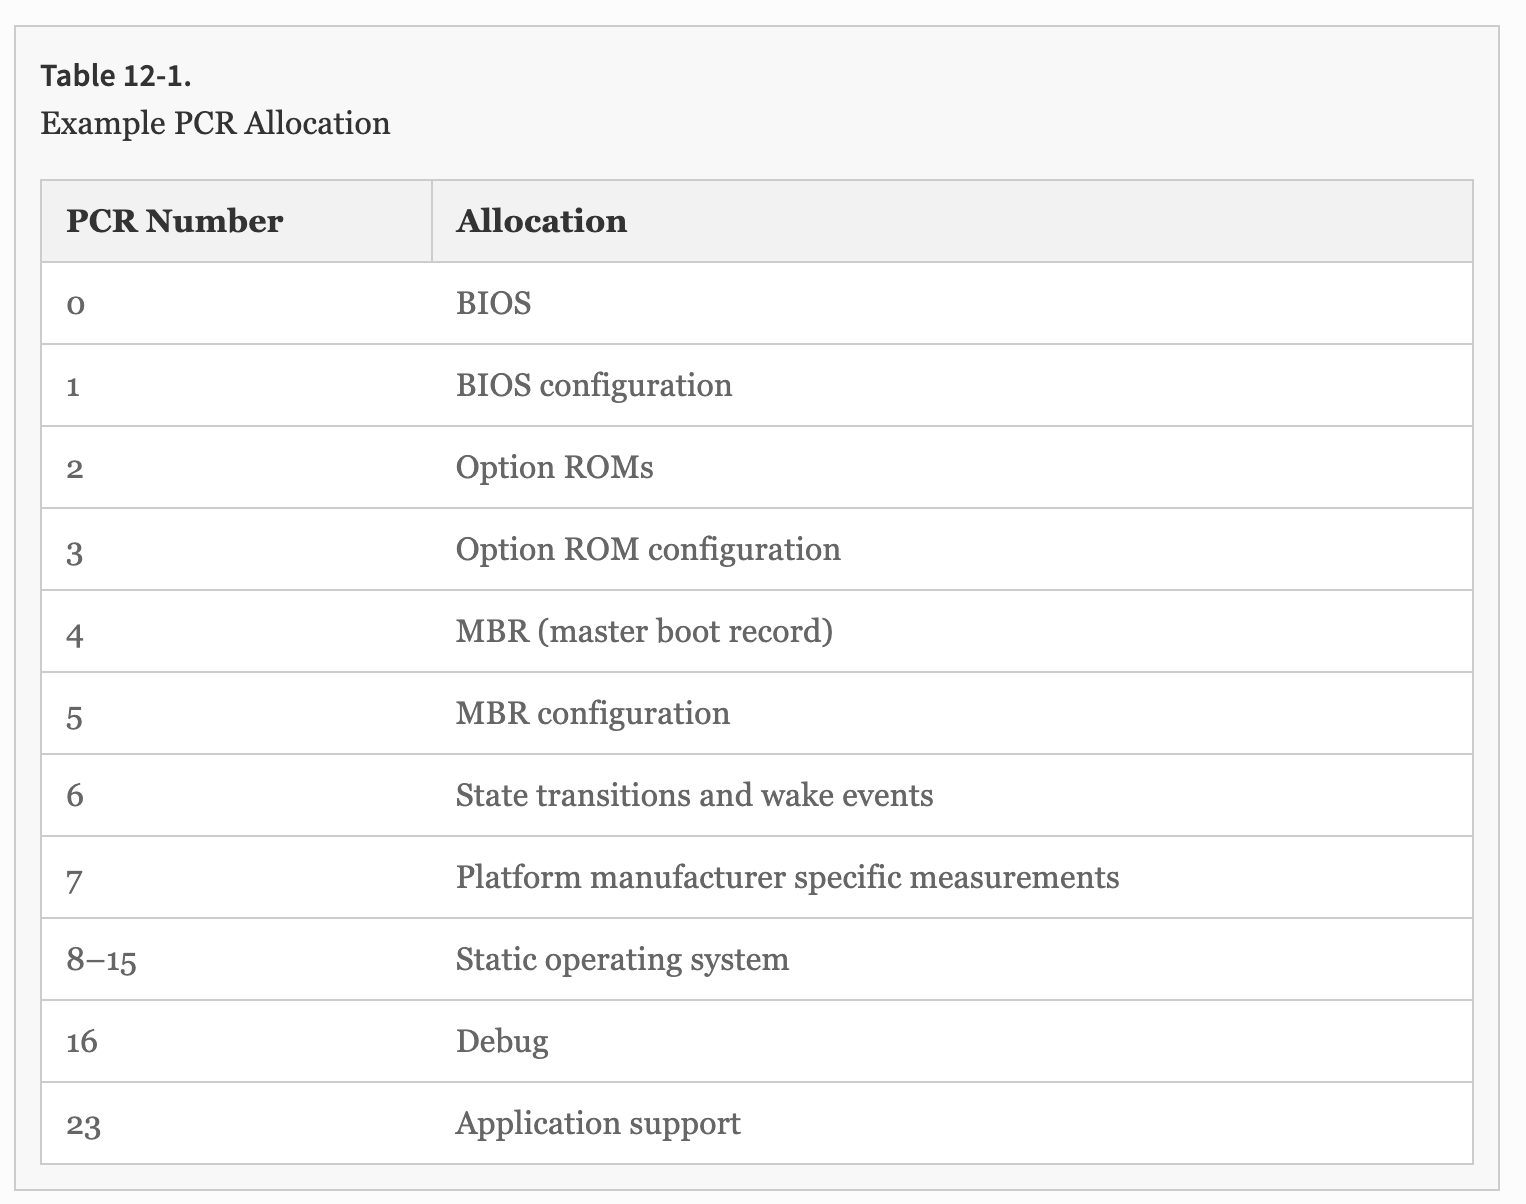 Table 12-1.
Example PCR Allocation
PCR Number Allocation
0 BIOS
1 BIOS configuration
2 Option ROMs
3 Option ROM configuration
4 MBR (master boot record)
5 MBR configuration
6 State transitions and wake events
7 Platform manufacturer specific measurements
8–15 Static operating system
16 Debug
23 Application support